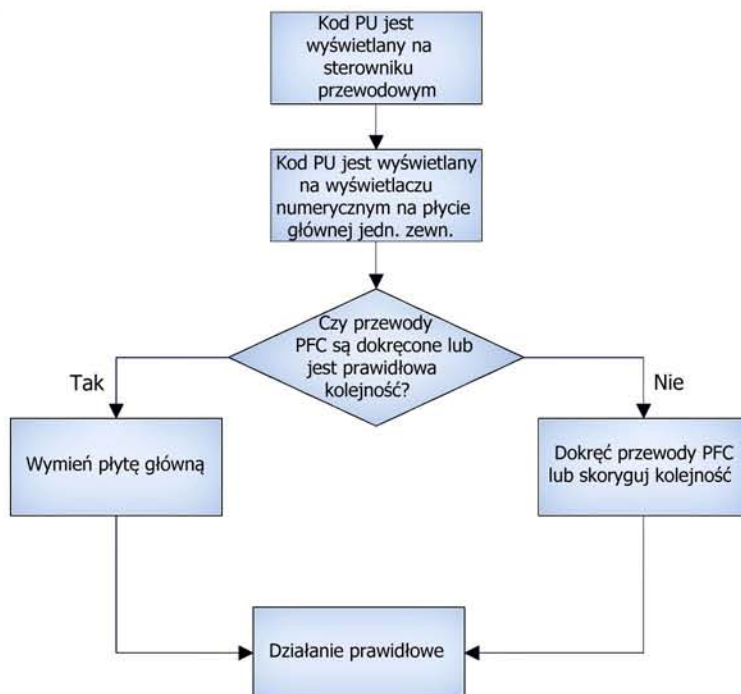 Kod PU jest
wyświetlany na
sterowniku
przewodowym
Kod PU jest wyświetlany
na wyświetlaczu
numerycznym na płycie
głównej jedn. zewn.
Czy przewody
PFC są dokręcone lub
jest prawidłowa
kolejność?
Tak
Nie
Wymień płytę główną
Dokręć przewody PFC
lub skoryguj kolejność
Działanie prawidłowe